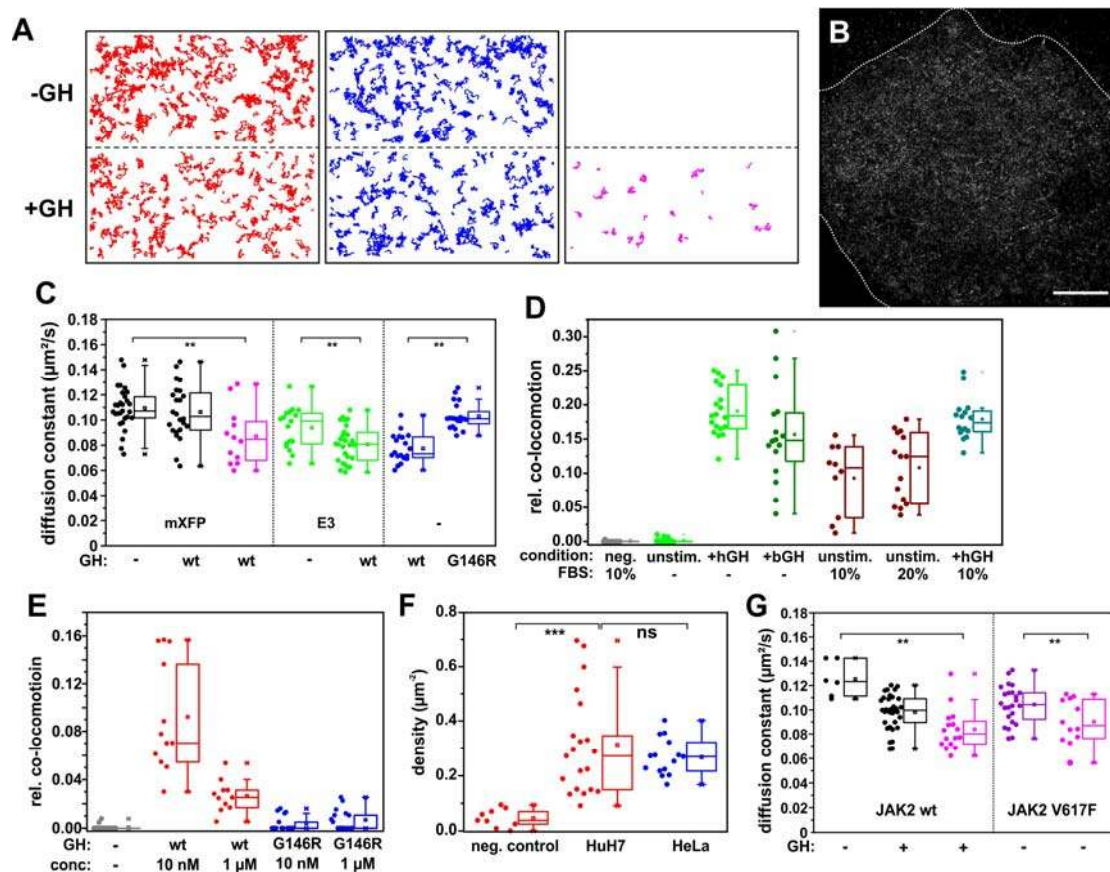 A
-GH
+GH
B
C
diffusion constant (µm²/s)
0.18
0.16
0.14
0.12
0.10
0.08
0.06
0.04
0.02
0
**
**
**
mXFP
E3
-
GH: - wt wt - wt wt G146R
D
rel. co-locomotion
0.30
0.25
0.20
0.15
0.10
0.05
0.00
condition: neg. unstim. +hGH +bGH unstim. unstim. +hGH
FBS: 10% - - - 10% 20% 10%
E
rel. co-locomotioin
0.16
0.12
0.08
0.04
0.00
GH: - wt wt G146R G146R
conc: - 10 nM 1 µM 10 nM 1 µM
F
density (µm⁻²)
0.8
0.6
0.4
0.2
0.0
***
ns
neg. control HuH7 HeLa
G
diffusion constant (µm²/s)
0.18
0.16
0.14
0.12
0.10
0.08
0.06
0.04
0.02
0
**
**
JAK2 wt
JAK2 V617F
GH: - + + - -